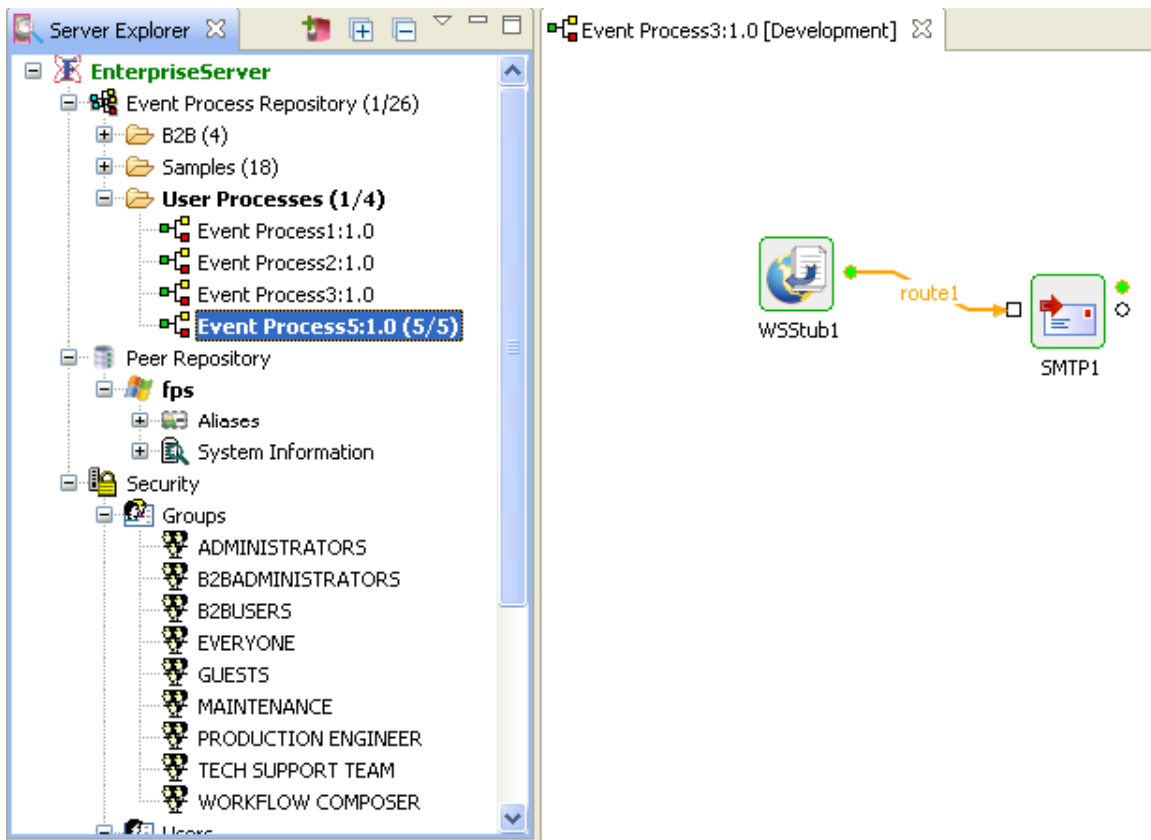 Server Explorer
EnterpriseServer
Event Process Repository (1/26)
B2B (4)
Samples (18)
User Processes (1/4)
Event Process1:1.0
Event Process2:1.0
Event Process3:1.0
Event Process5:1.0 (5/5)
Peer Repository
fps
Aliases
System Information
Security
Groups
ADMINISTRATORS
B2BADMINISTRATORS
B2BUSERS
EVERYONE
GUESTS
MAINTENANCE
PRODUCTION ENGINEER
TECH SUPPORT TEAM
WORKFLOW COMPOSER
Users
Event Process3:1.0 [Development]
route1
WSStub1
SMTP1